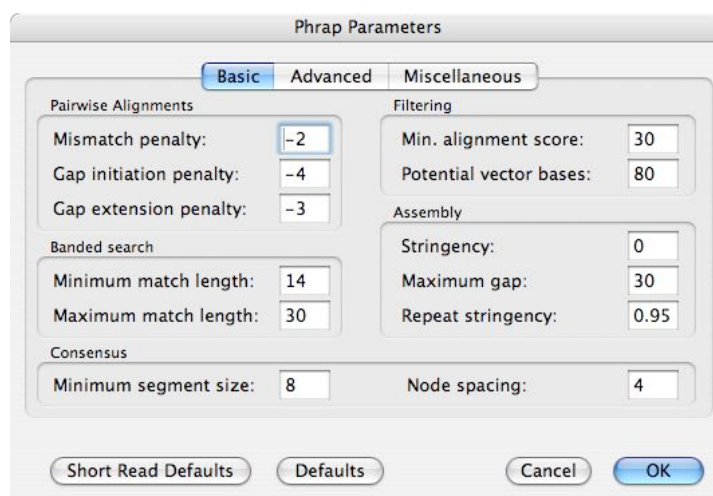 Phrap Parameters
Basic Advanced Miscellaneous
Pairwise Alignments
Mismatch penalty: -2
Gap initiation penalty: -4
Gap extension penalty: -3
Banded search
Minimum match length: 14
Maximum match length: 30
Filtering
Min. alignment score: 30
Potential vector bases: 80
Assembly
Stringency: 0
Maximum gap: 30
Repeat stringency: 0.95
Consensus
Minimum segment size: 8 Node spacing: 4
Short Read Defaults Defaults Cancel OK